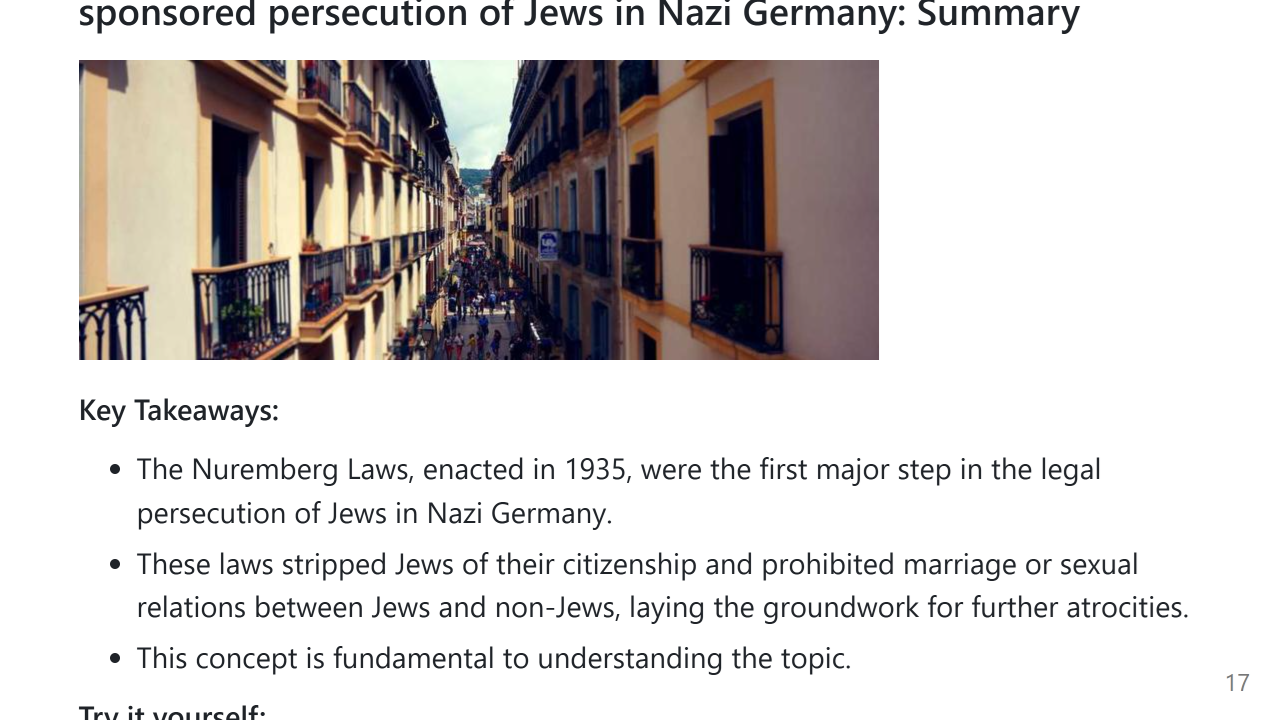 sponsored persecution of Jews in Nazi Germany: Summary
Key Takeaways:
The Nuremberg Laws, enacted in 1935, were the first major step in the legal
persecution of Jews in Nazi Germany.
These laws stripped Jews of their citizenship and prohibited marriage or sexual
relations between Jews and non-Jews, laying the groundwork for further atrocities.
This concept is fundamental to understanding the topic.
17
Try it yourself: